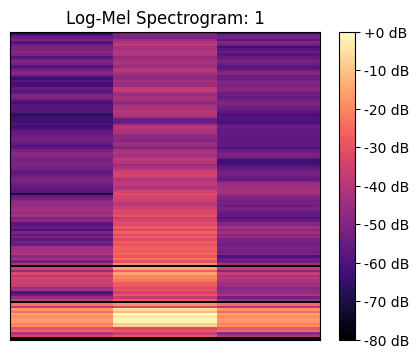 Log-Mel Spectrogram: 1
+0 dB
-10 dB
-20 dB
-30 dB
-40 dB
-50 dB
-60 dB
-70 dB
-80 dB